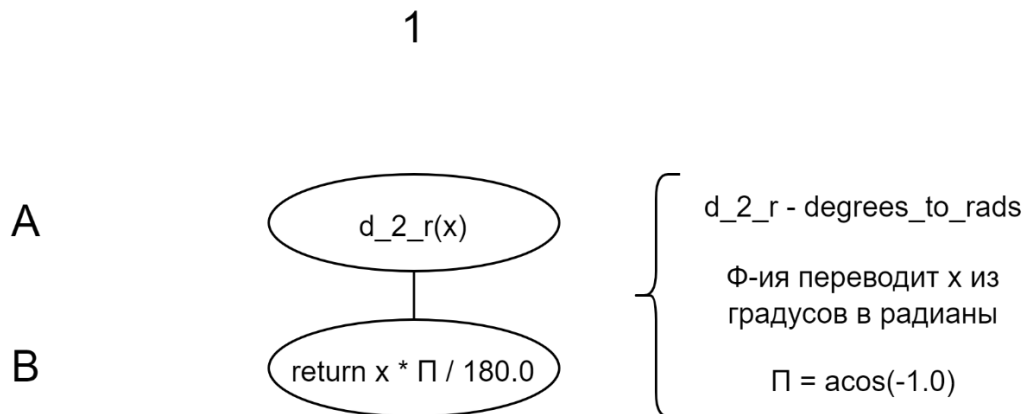 1
A
d_2_r(x)
d_2_r - degrees_to_rads
Ф-ия переводит x из
градусов в радианы
B
return x * П / 180.0
П = acos(-1.0)